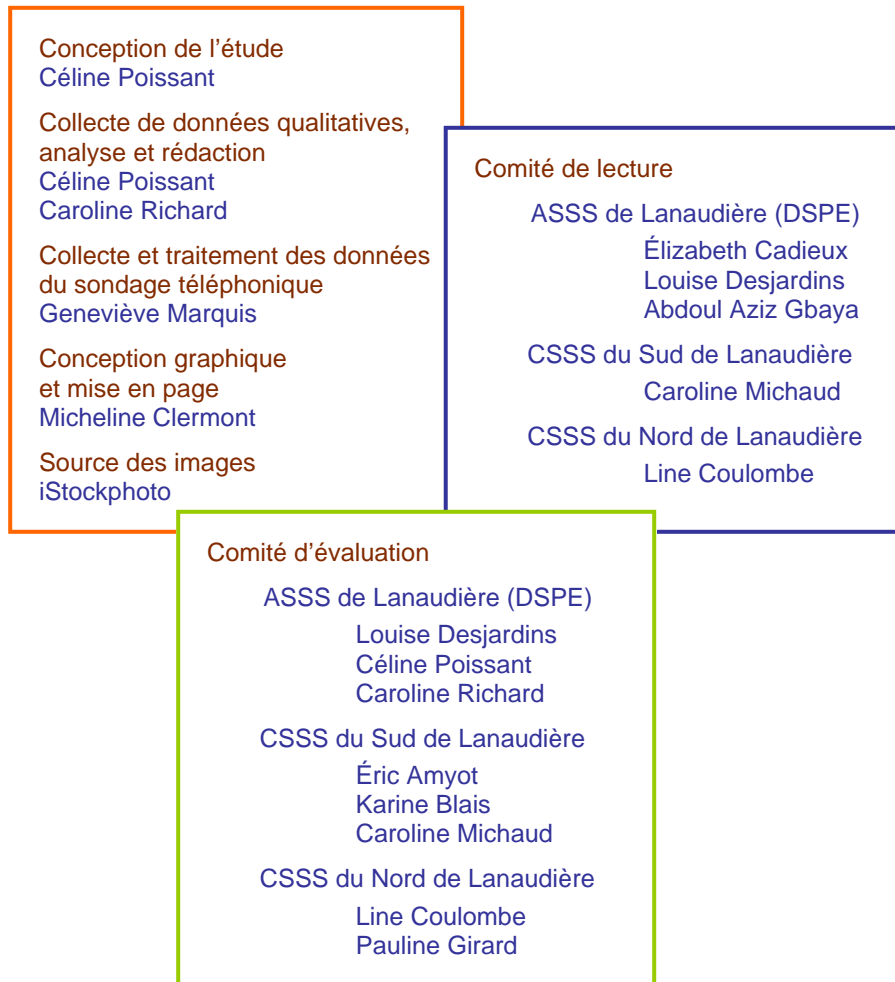 Conception de l'étude
Céline Poissant
Collecte de données qualitatives,
analyse et rédaction
Céline Poissant
Caroline Richard
Collecte et traitement des données
du sondage téléphonique
Geneviève Marquis
Conception graphique
et mise en page
Micheline Clermont
Source des images
iStockphoto
Comité de lecture
ASSS de Lanaudière (DSPE)
Élizabeth Cadieux
Louise Desjardins
Abdoul Aziz Gbaya
CSSS du Sud de Lanaudière
Caroline Michaud
CSSS du Nord de Lanaudière
Line Coulombe
Comité d'évaluation
ASSS de Lanaudière (DSPE)
Louise Desjardins
Céline Poissant
Caroline Richard
CSSS du Sud de Lanaudière
Éric Amyot
Karine Blais
Caroline Michaud
CSSS du Nord de Lanaudière
Line Coulombe
Pauline Girard